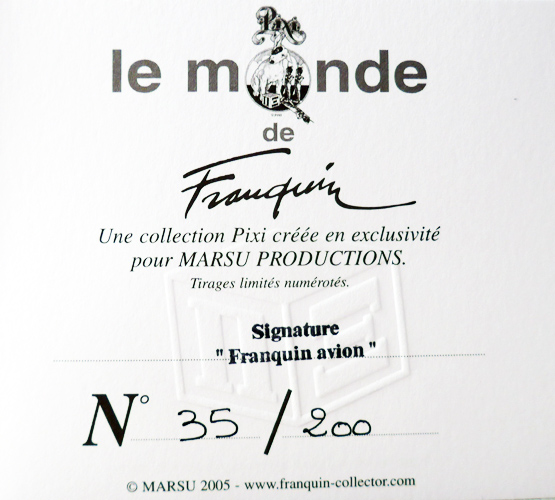 Pixi
le monde
de
Franquin
Une collection Pixi créée en exclusivité
pour MARSU PRODUCTIONS.
Tirages limités numérotés.
Signature
" Franquin avion "
N° 35 / 200
© MARSU 2005 - www.franquin-collector.com